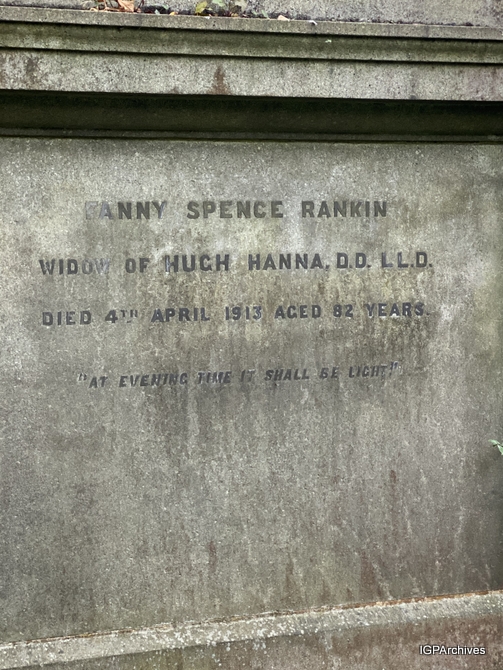 FANNY SPENCE RANKIN
WIDOW OF HUGH HANNA, D.D. LL.D.
DIED 4TH APRIL 1913 AGED 82 YEARS.
"AT EVENING TIME IT SHALL BE LIGHT"
IGPArchives